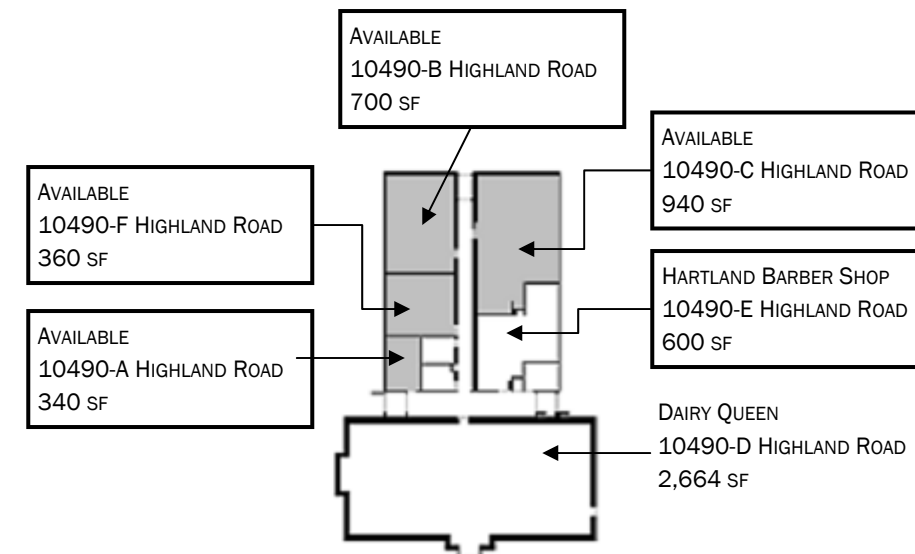 AVAILABLE
10490-B HIGHLAND ROAD
700 SF
AVAILABLE
10490-C HIGHLAND ROAD
940 SF
AVAILABLE
10490-F HIGHLAND ROAD
360 SF
HARTLAND BARBER SHOP
10490-E HIGHLAND ROAD
600 SF
AVAILABLE
10490-A HIGHLAND ROAD
340 SF
DAIRY QUEEN
10490-D HIGHLAND ROAD
2,664 SF